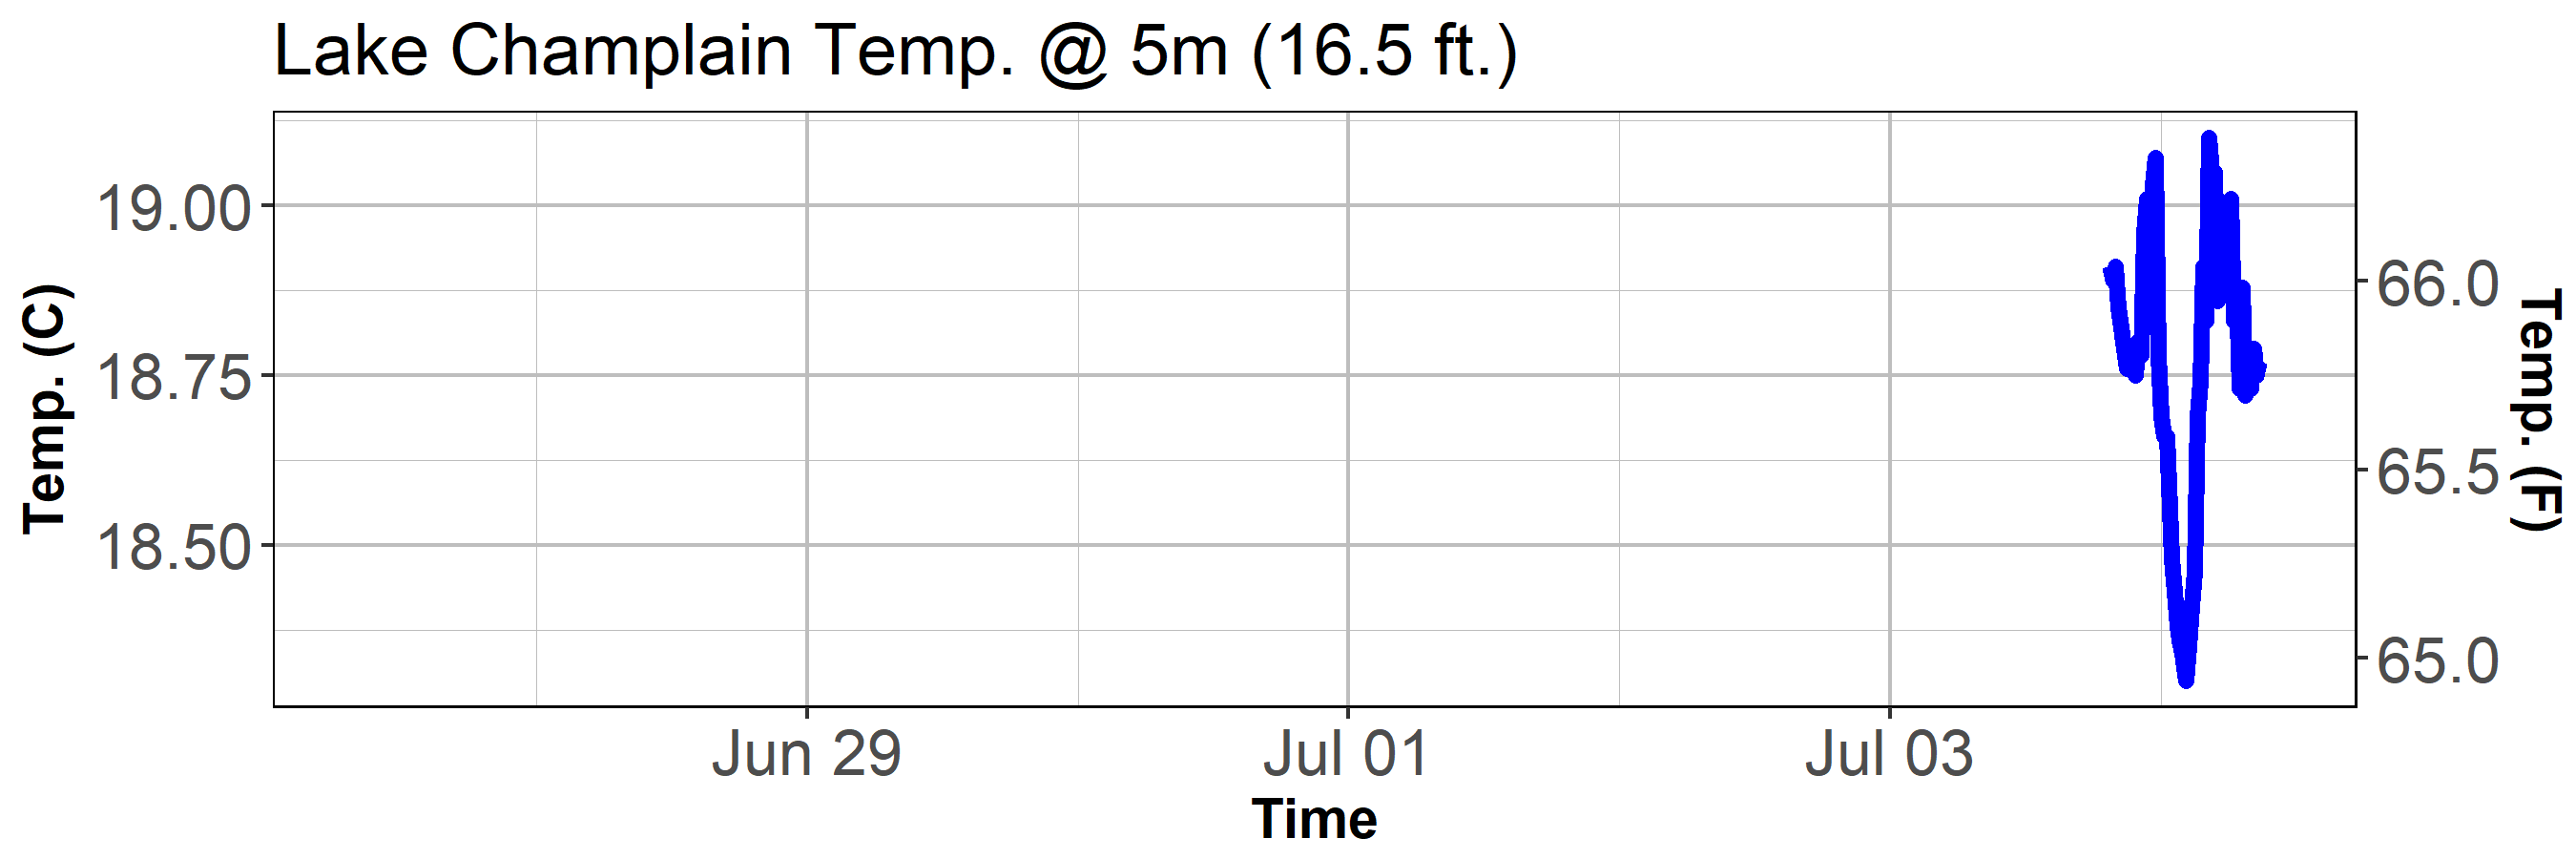 Lake Champlain Temp. @ 5m (16.5 ft.)
Temp. (C)
19.00
18.75
18.50
66.0
65.5
65.0
Temp. (F)
Jun 29
Jul 01
Jul 03
Time